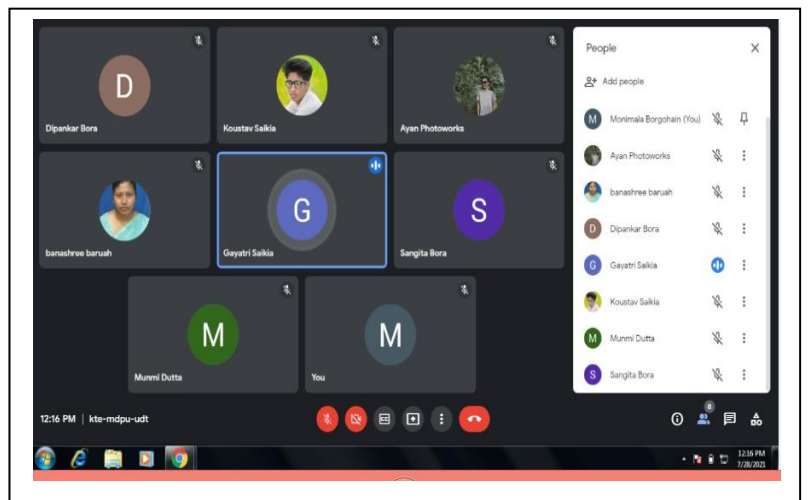 D
Dipankar Bora
Koustav Saikia
Ayan Photoworks
banashree baruah
G
Gayatri Saikia
S
Sangita Bora
M
Munmi Dutta
M
You
People
X
Add people
M Monimala Borgohain (You)
Ayan Photoworks
banashree baruah
D Dipankar Bora
G Gayatri Saikia
Koustav Saikia
M Munmi Dutta
S Sangita Bora
12:16 PM | kte-mdpu-udt
CC
8
12:16 PM
7/28/2021